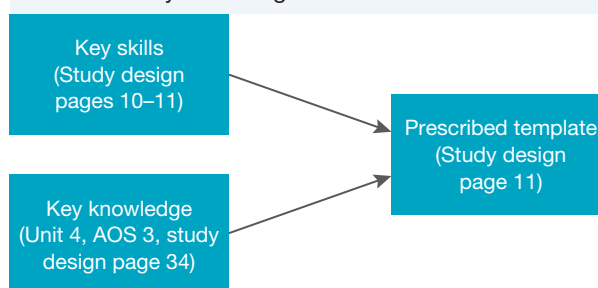 Key skills
(Study design
pages 10–11)
Prescribed template
(Study design
page 11)
Key knowledge
(Unit 4, AOS 3, study
design page 34)